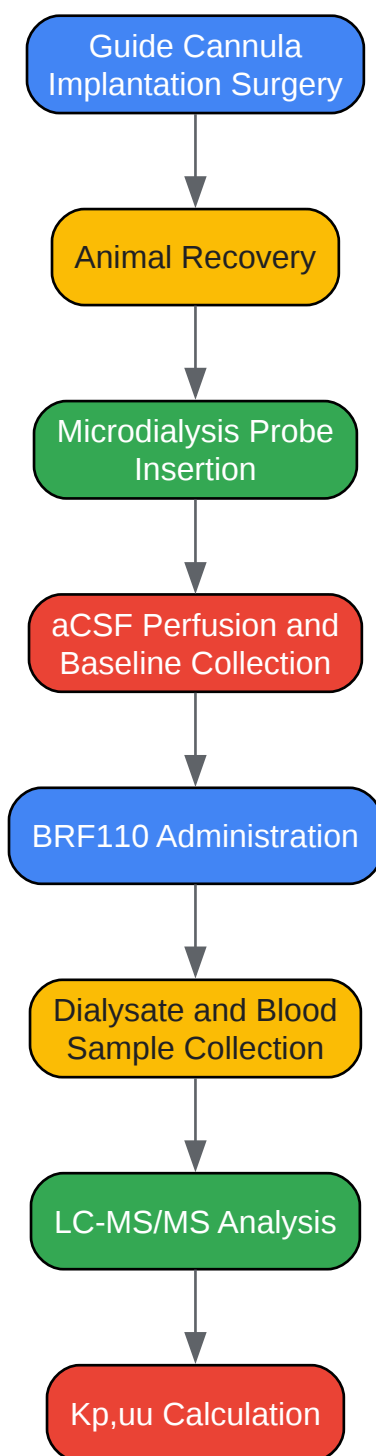 Guide Cannula
Implantation Surgery
Animal Recovery
Microdialysis Probe
Insertion
aCSF Perfusion and
Baseline Collection
BRF110 Administration
Dialysate and Blood
Sample Collection
LC-MS/MS Analysis
Kp,uu Calculation